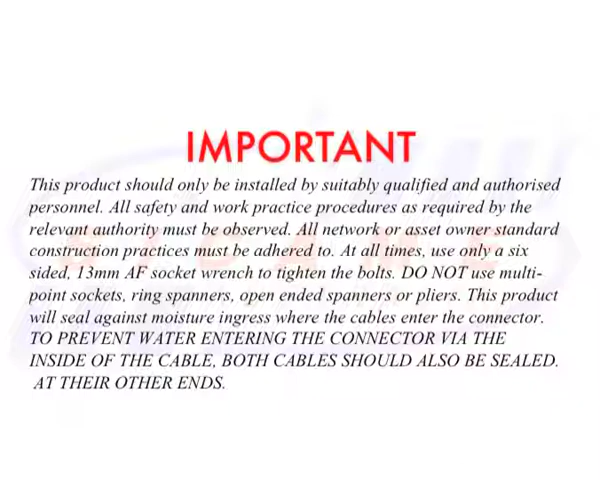 IMPORTANT
This product should only be installed by suitably qualified and authorised
personnel. All safety and work practice procedures as required by the
relevant authority must be observed. All network or asset owner standard
construction practices must be adhered to. At all times, use only a six
sided, 13mm AF socket wrench to tighten the bolts. DO NOT use multi-
point sockets, ring spanners, open ended spanners or pliers. This product
will seal against moisture ingress where the cables enter the connector.
TO PREVENT WATER ENTERING THE CONNECTOR VIA THE
INSIDE OF THE CABLE, BOTH CABLES SHOULD ALSO BE SEALED.
AT THEIR OTHER ENDS.